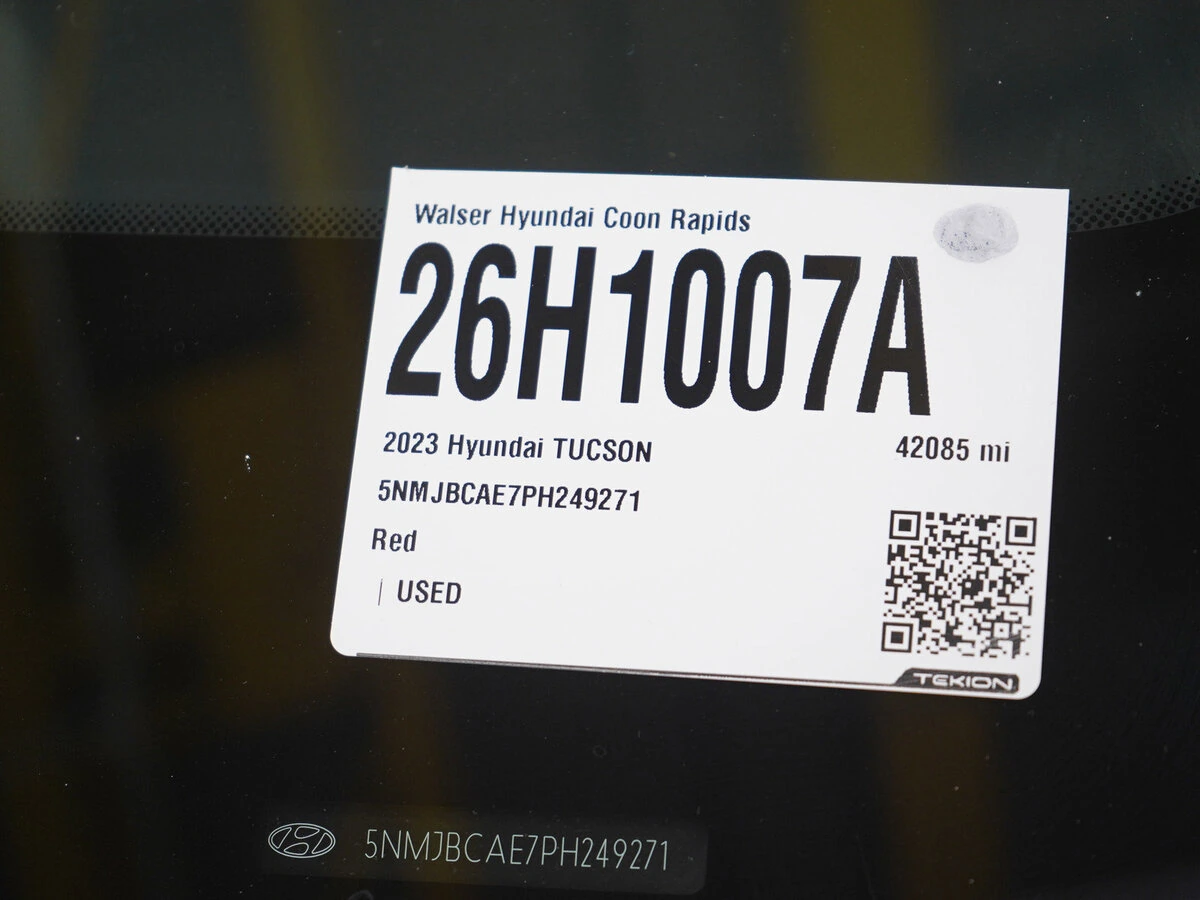 Walser Hyundai Coon Rapids
26H1007A
2023 Hyundai TUCSON 42085 mi
5NMJBCAE7PH249271
Red
| USED
TEKION
5NMJBCAE7PH249271